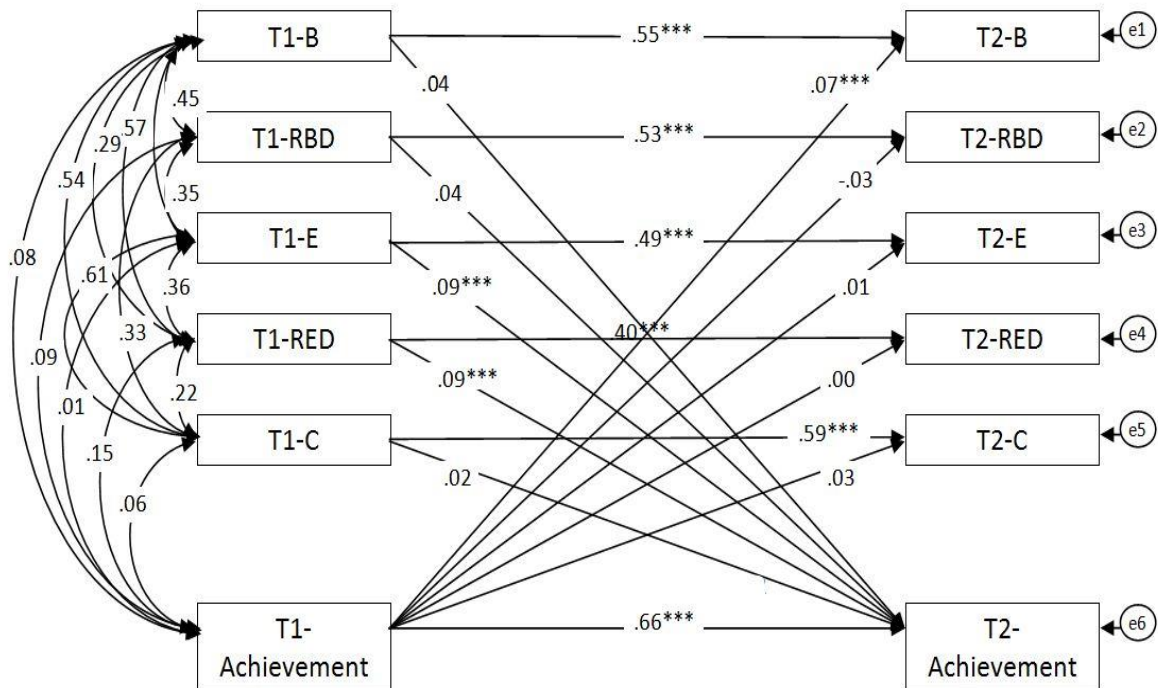 T1-B
.55***
T2-B
e1
.04
.07***
.45
.57
.29
T1-RBD
.53***
T2-RBD
e2
.54
.35
.04
-.03
.08
T1-E
.49***
T2-E
e3
.61
.36
.09***
.01
.33
T1-RED
.40***
T2-RED
e4
.09
.01
.22
.09***
.00
T1-C
.59***
T2-C
e5
.15
.02
.03
.06
T1-
Achievement
.66***
T2-
Achievement
e6